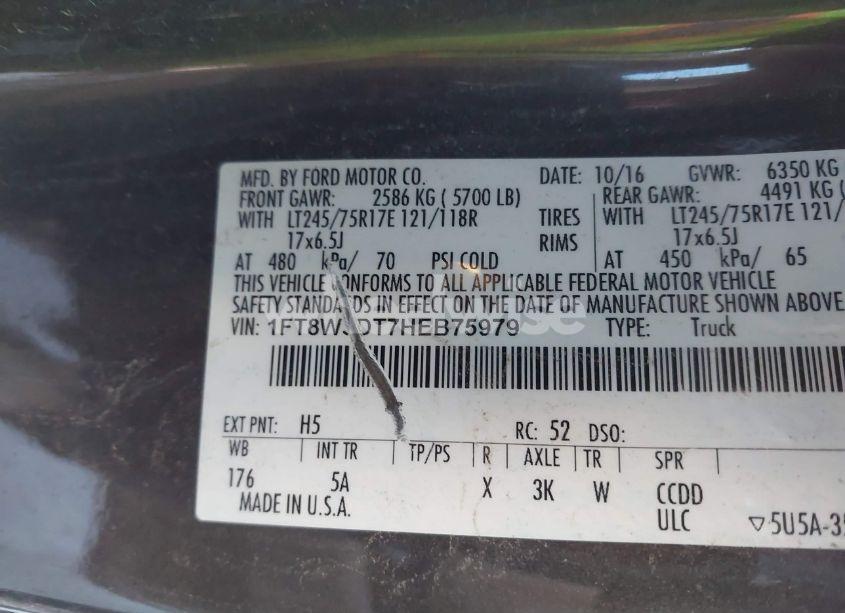 MFD. BY FORD MOTOR CO. DATE: 10/16 GVWR: 6350 KG
FRONT GAWR: 2586 KG ( 5700 LB) REAR GAWR: 4491 KG (
WITH LT245/75R17E 121/118R TIRES WITH LT245/75R17E 121/
17x6.5J RIMS 17x6.5J
AT 480 kPa/ 70 PSI COLD AT 450 kPa/ 65
THIS VEHICLE CONFORMS TO ALL APPLICABLE FEDERAL MOTOR VEHICLE
SAFETY STANDARDS IN EFFECT ON THE DATE OF MANUFACTURE SHOWN ABOVE.
VIN: TYPE: Truck
EXT PNT: H5 RC: 52 DSO:
WB INT TR TP/PS R AXLE TR SPR
176 5A X 3K W CCDD
MADE IN U.S.A. ULC ▽5U5A-35